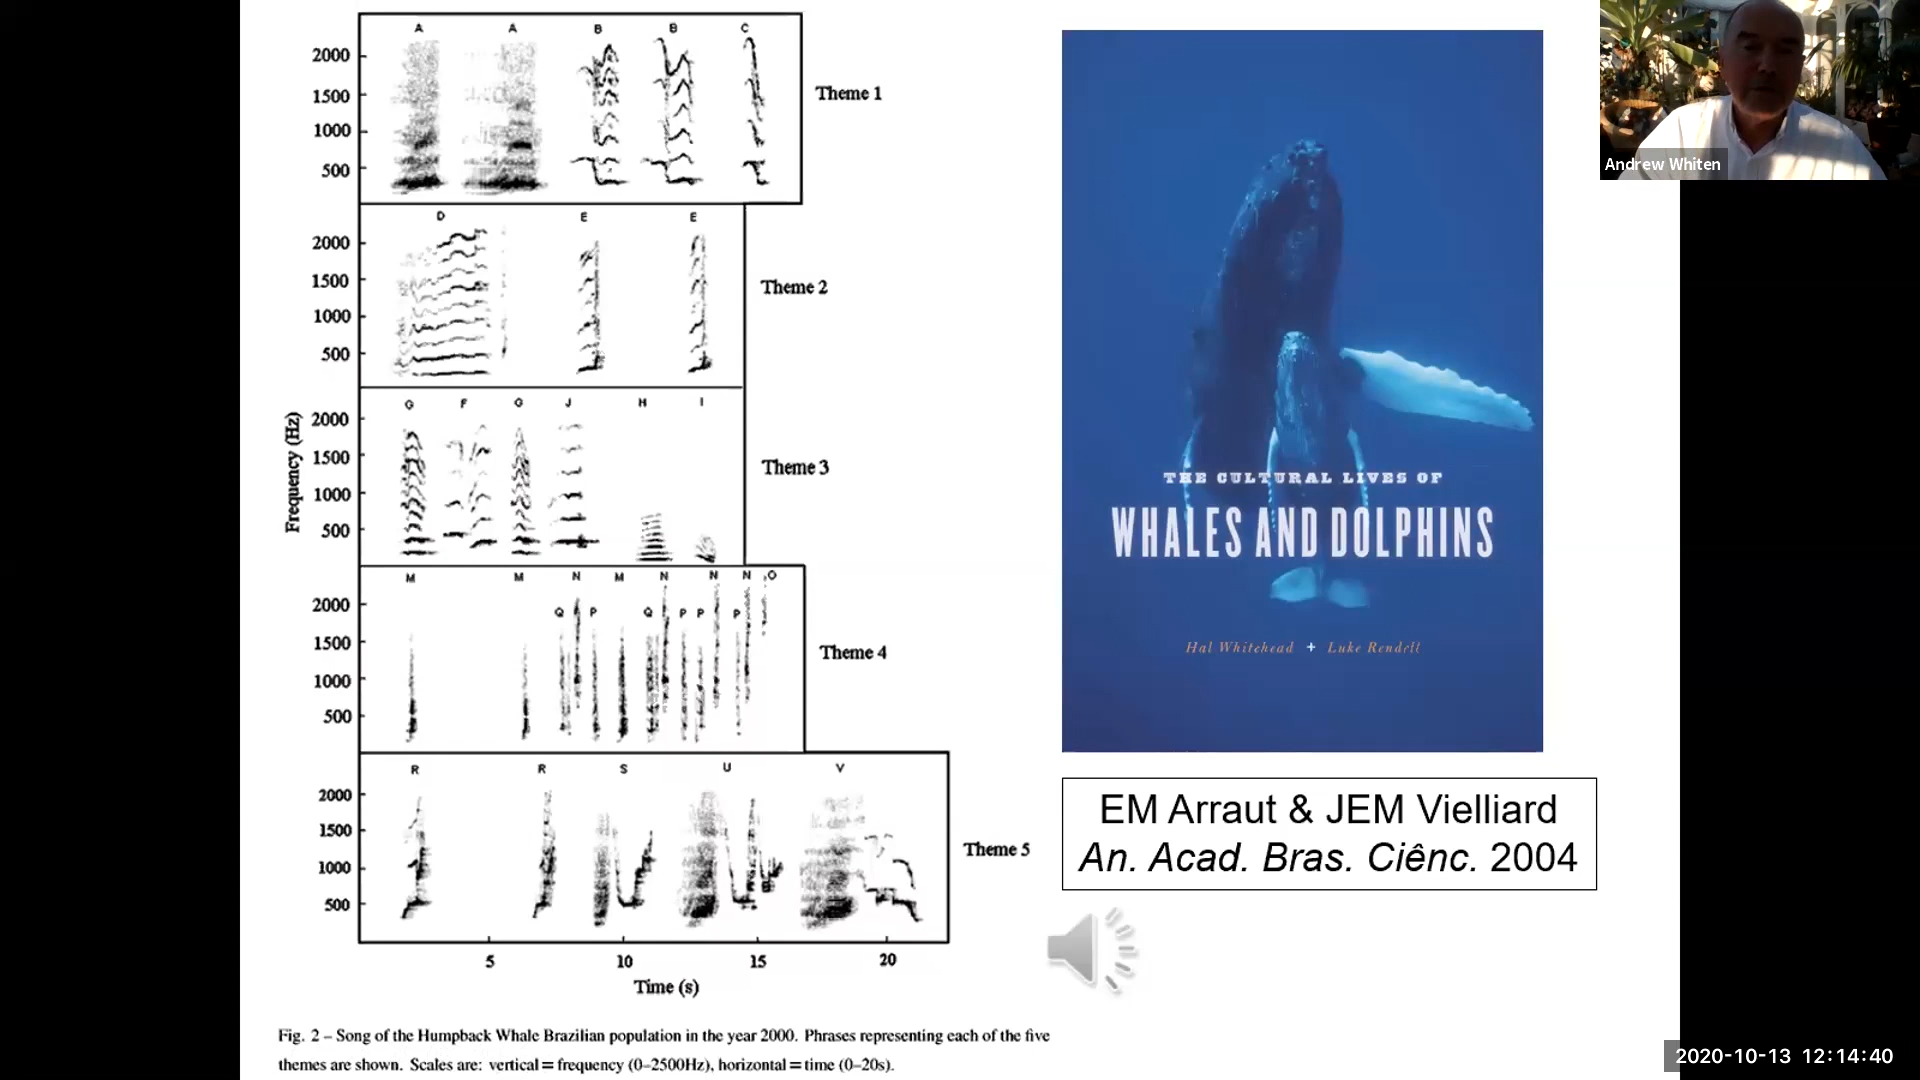 A A B B C
2000
1500
1000
500
Theme 1
D E E
2000
1500
1000
500
Theme 2
G F G J H I
2000
1500
1000
500
Theme 3
Frequency (Hz)
M M N M N N N O
Q P Q P P P
2000
1500
1000
500
Theme 4
R R S U V
2000
1500
1000
500
Theme 5
5 10 15 20
Time (s)
Fig. 2 – Song of the Humpback Whale Brazilian population in the year 2000. Phrases representing each of the five
themes are shown. Scales are: vertical = frequency (0–2500Hz), horizontal = time (0–20s).
THE CULTURAL LIVES OF
WHALES AND DOLPHINS
Hal Whitehead + Luke Rendell
EM Arraut & JEM Vielliard
An. Acad. Bras. Ciênc. 2004
Andrew Whiten
2020-10-13 12:14:40